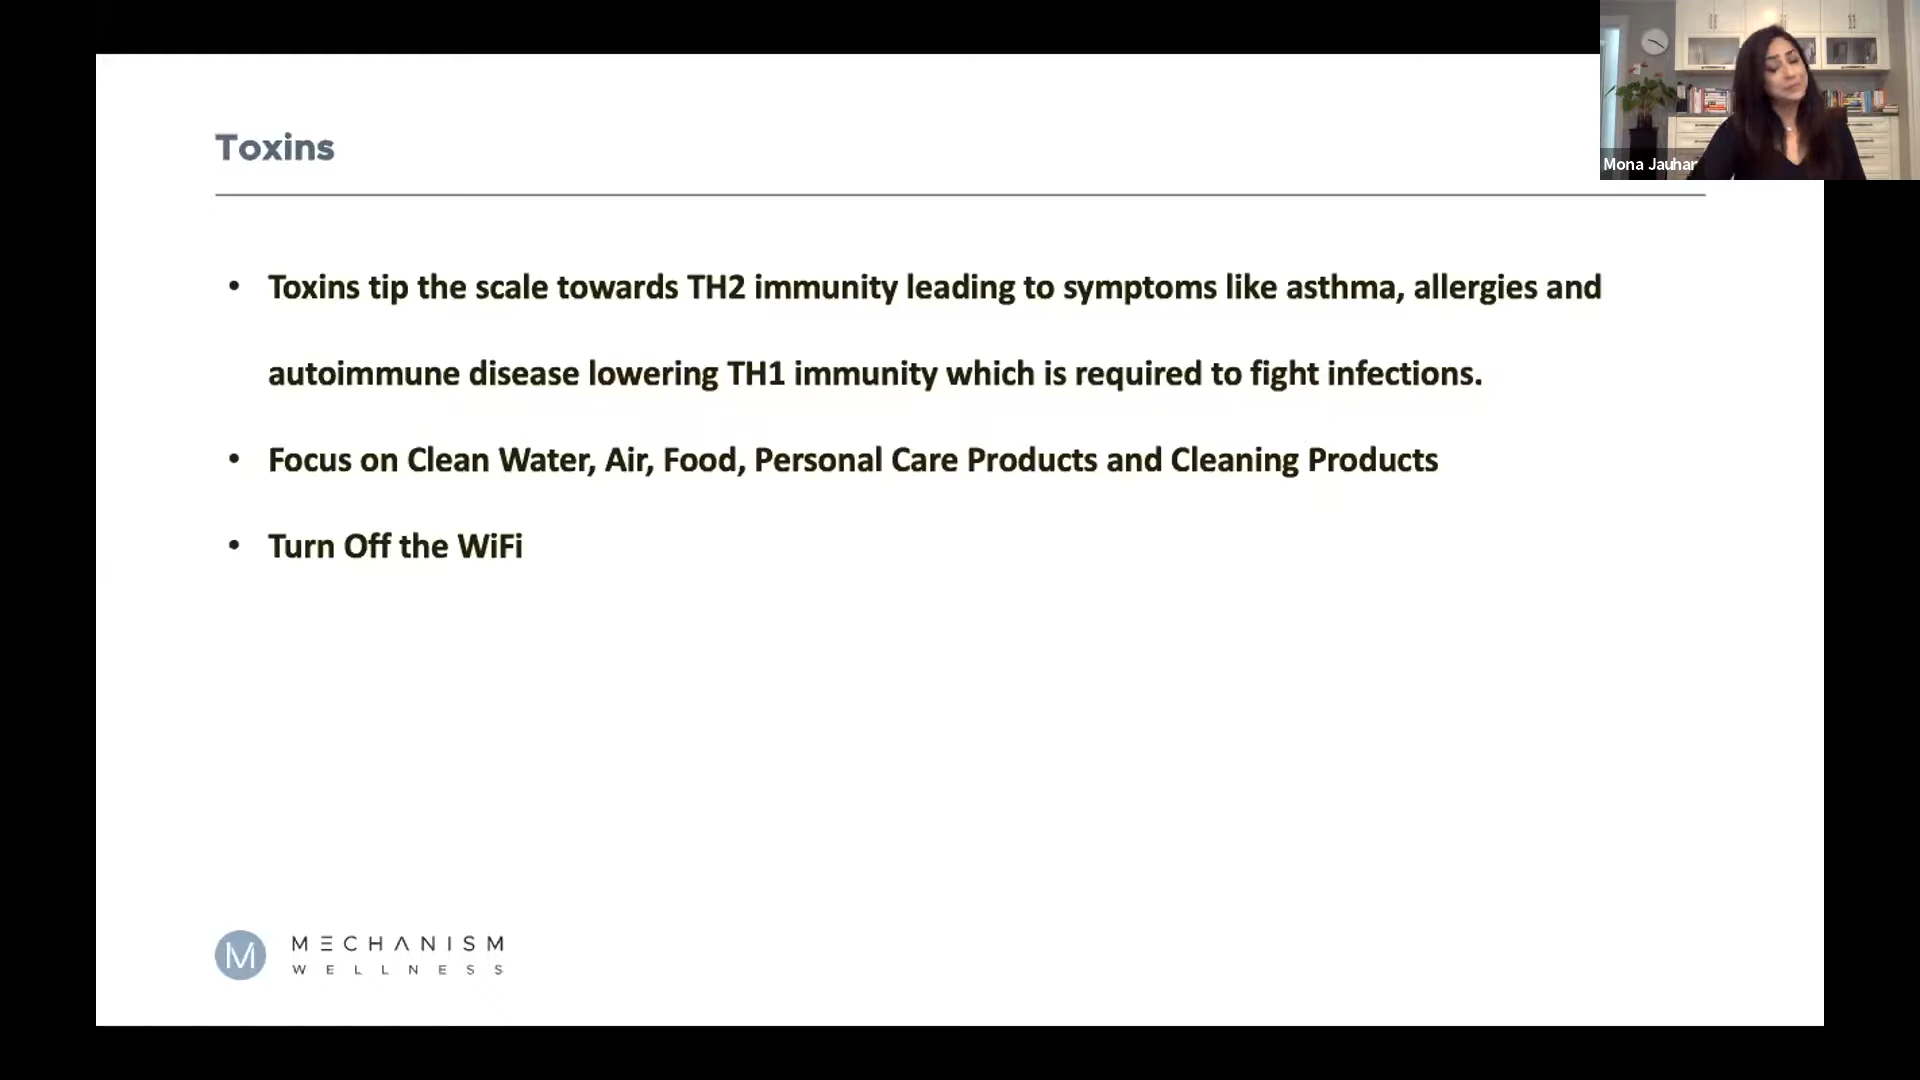 Mona Jauhar
Toxins
• Toxins tip the scale towards TH2 immunity leading to symptoms like asthma, allergies and
autoimmune disease lowering TH1 immunity which is required to fight infections.
• Focus on Clean Water, Air, Food, Personal Care Products and Cleaning Products
• Turn Off the WiFi
M
MECHANISM
WELLNESS